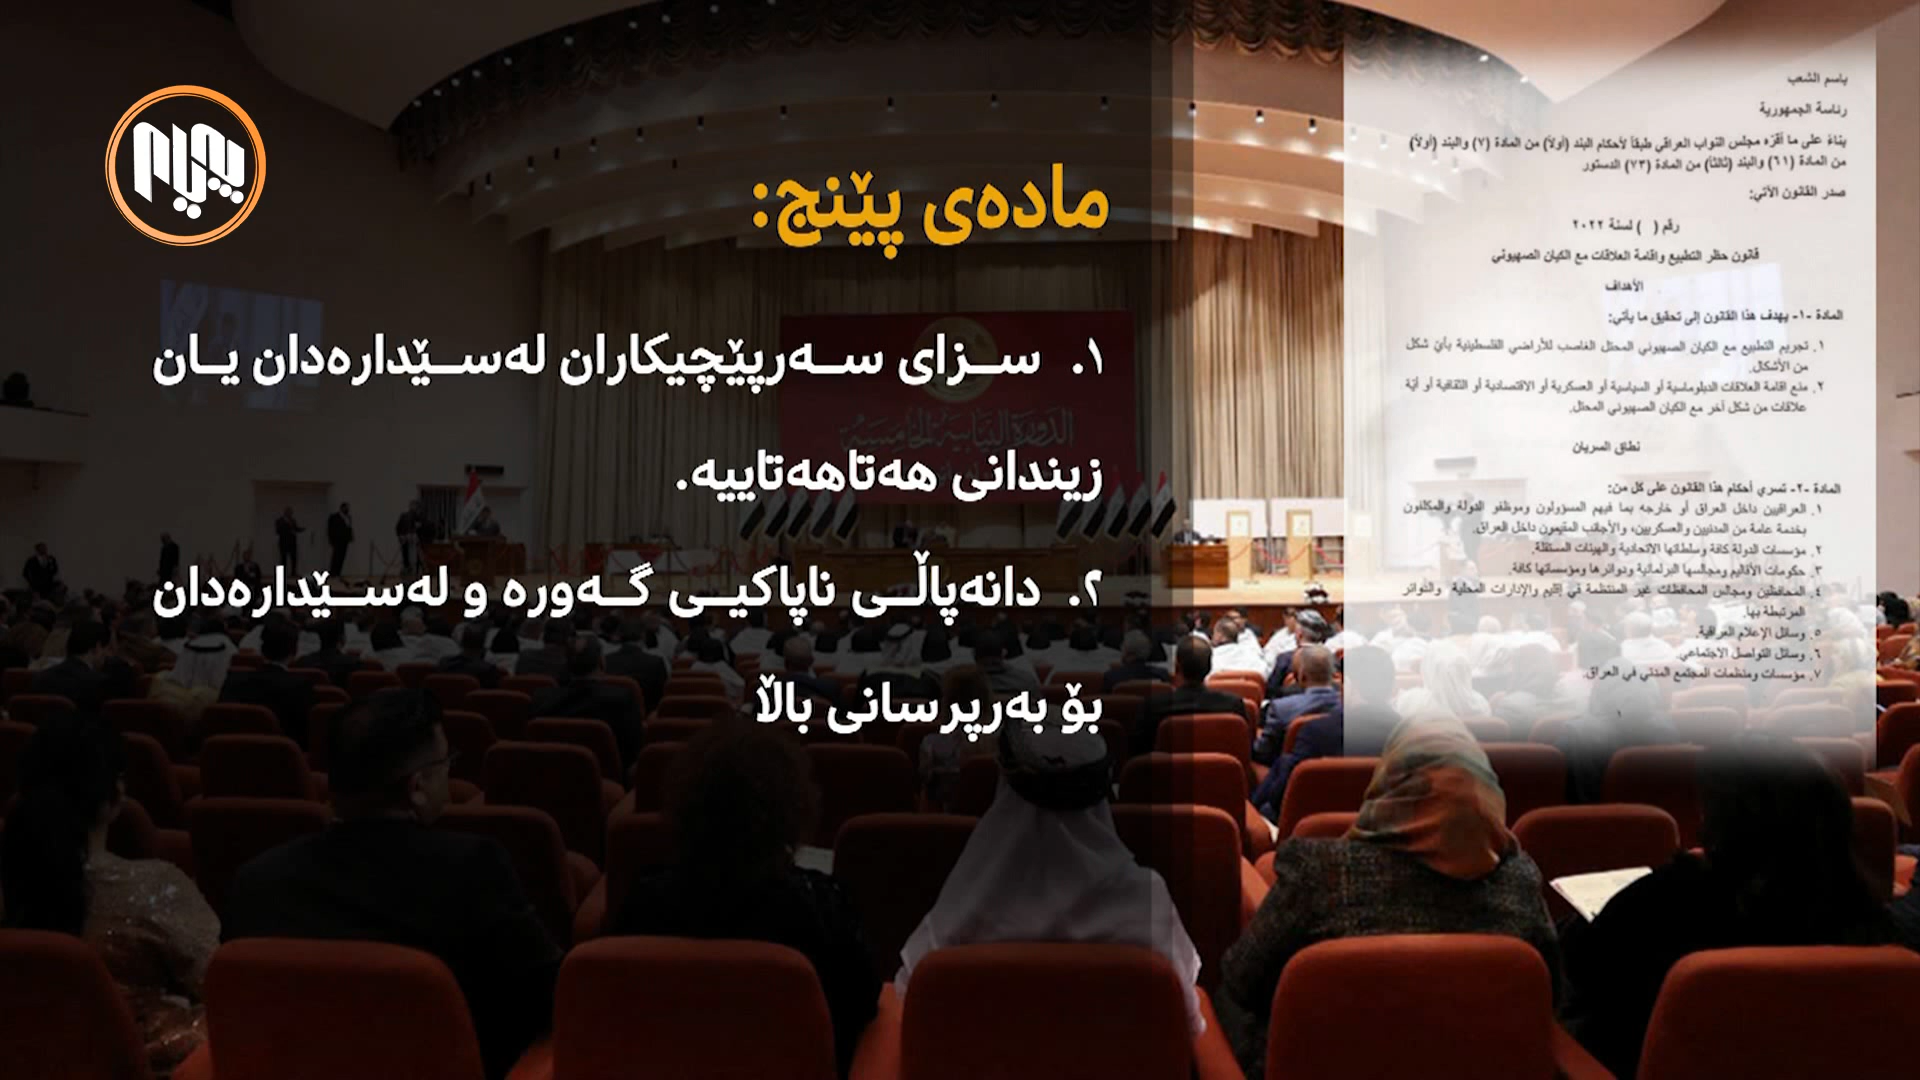 پەیام
مادەی پێنج:
١. سزای سەرپێچیکاران لەسێدارەدان یان
زیندانی هەتاهەتاییە.
٢. دانەپاڵی ناپاکیی گەورە و لەسێدارەدان
بۆ بەرپرسانی باڵا
باسم الشعب
رئاسة الجمهورية
بناءً على ما أقرّه مجلس النواب العراقي طبقاً لأحكام البند (أولاً) من المادة (٧) والبند (أولاً)
من المادة (٦١) والبند (ثالثاً) من المادة (٧٣) الدستور
صدر القانون الآتي:
رقم ( ) لسنة ٢٠٢٢
قانون حظر التطبيع واقامة العلاقات مع الكيان الصهيوني
الأهداف
المادة -١- يهدف هذا القانون إلى تحقيق ما يأتي:
١. تجريم التطبيع مع الكيان الصهيوني المحتل الغاصب للأراضي الفلسطينية بأيّ شكل
من الأشكال.
٢. منع اقامة العلاقات الدبلوماسية أو السياسية أو العسكرية أو الاقتصادية أو الثقافية أو أيّة
علاقات من شكل آخر مع الكيان الصهيوني المحتل.
نطاق السريان
المادة -٢- تسري أحكام هذا القانون على كل من:
١. العراقيين داخل العراق أو خارجه بما فيهم المسؤولون وموظفو الدولة والمكلفون
بخدمة عامة من المدنيين والعسكريين، والأجانب المقيمون داخل العراق.
٢. مؤسسات الدولة كافة وسلطاتها الاتحادية والهيئات المستقلة.
٣. حكومات الأقاليم ومجالسها البرلمانية ودوائرها ومؤسساتها كافة.
٤. المحافظين ومجالس المحافظات غير المنتظمة في إقليم والإدارات المحلية والدوائر
المرتبطة بها.
٥. وسائل الإعلام العراقية.
٦. وسائل التواصل الاجتماعي.
٧. مؤسسات ومنظمات المجتمع المدني في العراق.
الدورة النيابية الخامسة